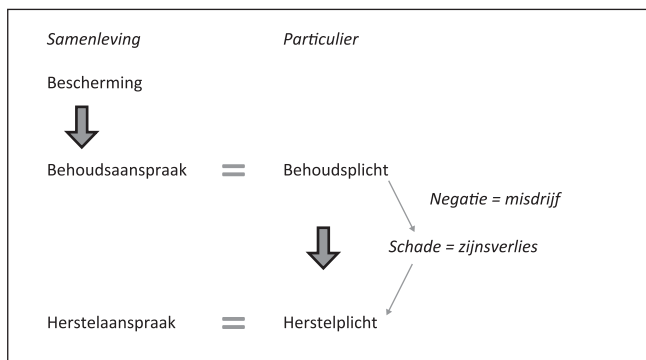 Samenleving Particulier
Bescherming
Behoudsaanspraak = Behoudsplicht
Negatie = misdrijf
Schade = zijnsverlies
Herstelaanspraak = Herstelplicht